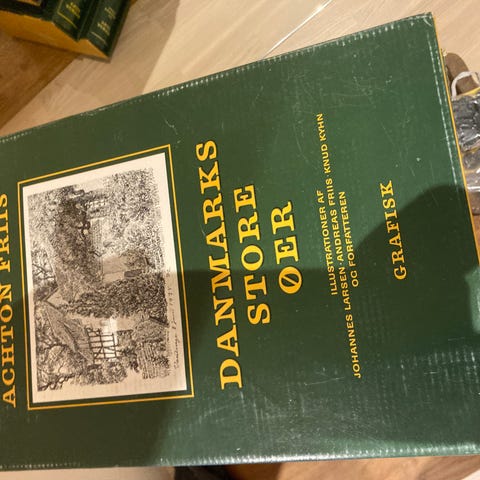 ACHTON FRIIS
DANMARKS
STORE
ØER
ILLUSTRATIONER AF
JOHANNES LARSEN·ANDREAS FRIIS·KNUD KYHN
OG FORFATTEREN
GRAFISK